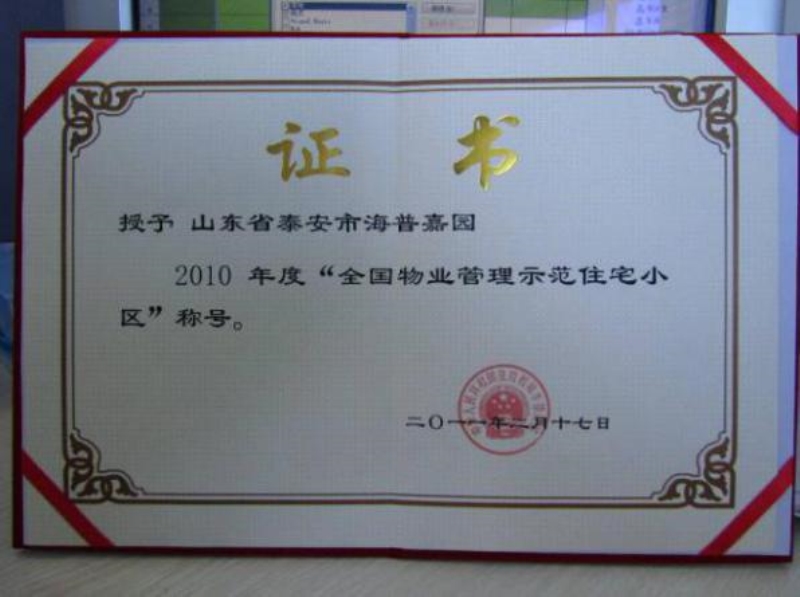 证书
授予 山东省泰安市海普嘉园
2010 年度“全国物业管理示范住宅小
区”称号。
二〇一一年二月十七日